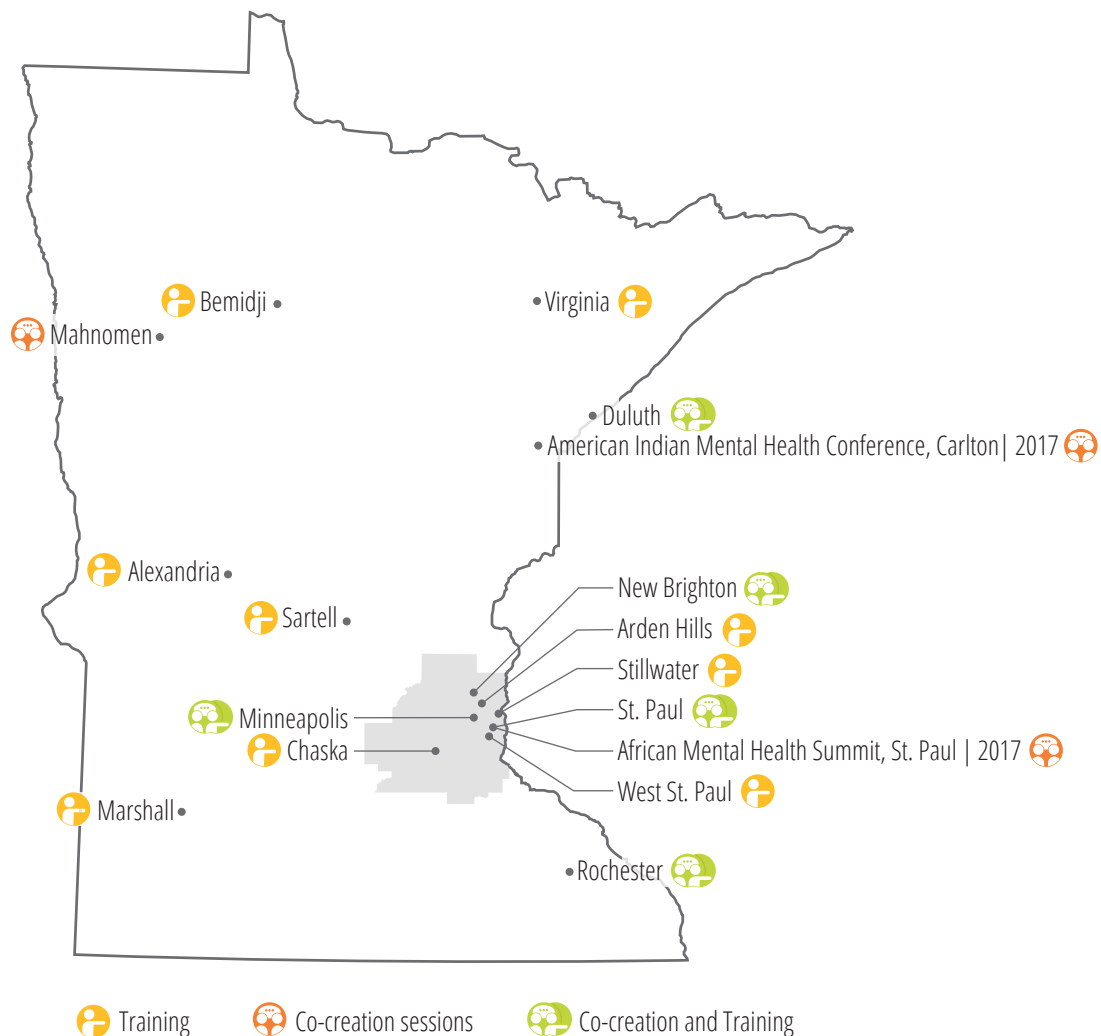 Bemidji
Virginia
Mahnomen
Duluth
American Indian Mental Health Conference, Carlton| 2017
Alexandria
New Brighton
Sartell
Arden Hills
Stillwater
St. Paul
Minneapolis
African Mental Health Summit, St. Paul | 2017
Chaska
West St. Paul
Marshall
Rochester
Training
Co-creation sessions
Co-creation and Training